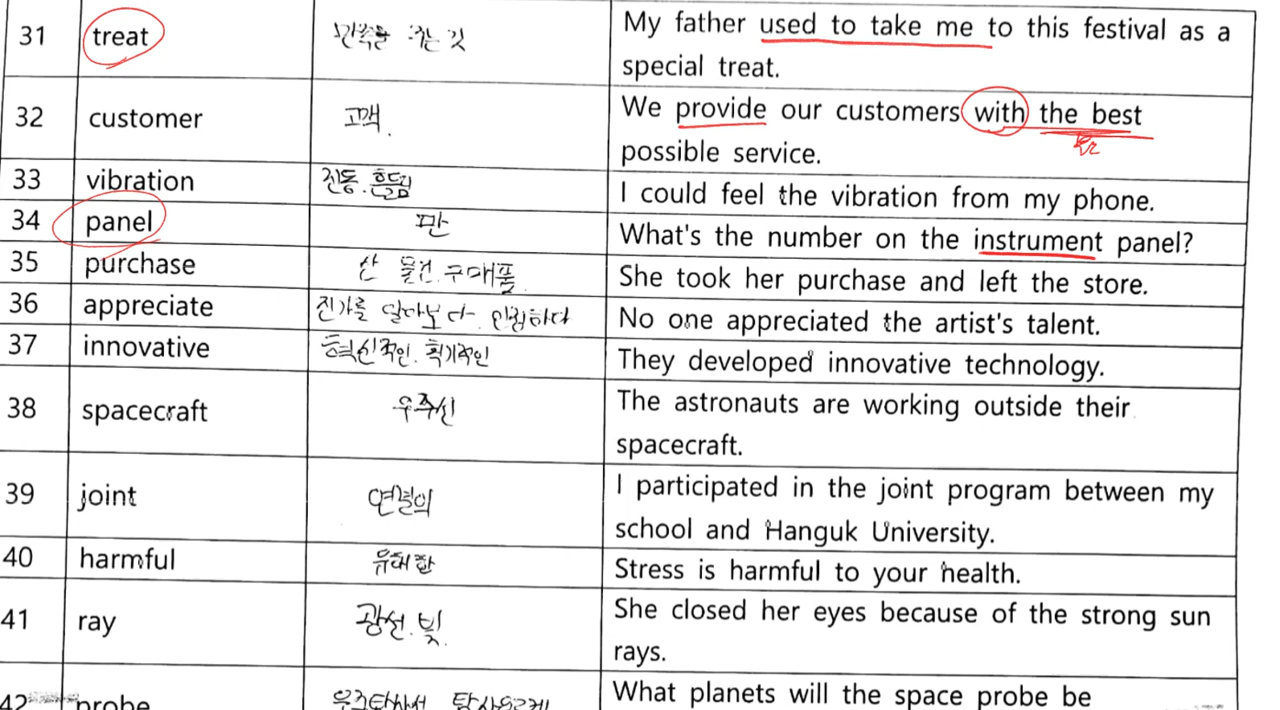 31 treat 만족을 주는 것 My father used to take me to this festival as a
special treat.
32 customer 고객. We provide our customers with the best
possible service.
33 vibration 진동.흔들림 I could feel the vibration from my phone.
34 panel 판 What's the number on the instrument panel?
35 purchase 산 물건.구매품. She took her purchase and left the store.
36 appreciate 진가를 알아보다. 인정하다 No one appreciated the artist's talent.
37 innovative 혁신적인. 획기적인 They developed innovative technology.
38 spacecraft 우주선 The astronauts are working outside their
spacecraft.
39 joint 연결의 I participated in the joint program between my
school and Hanguk University.
40 harmful 유해한 Stress is harmful to your health.
41 ray 광선.빛. She closed her eyes because of the strong sun
rays.
42 probe What planets will the space probe be